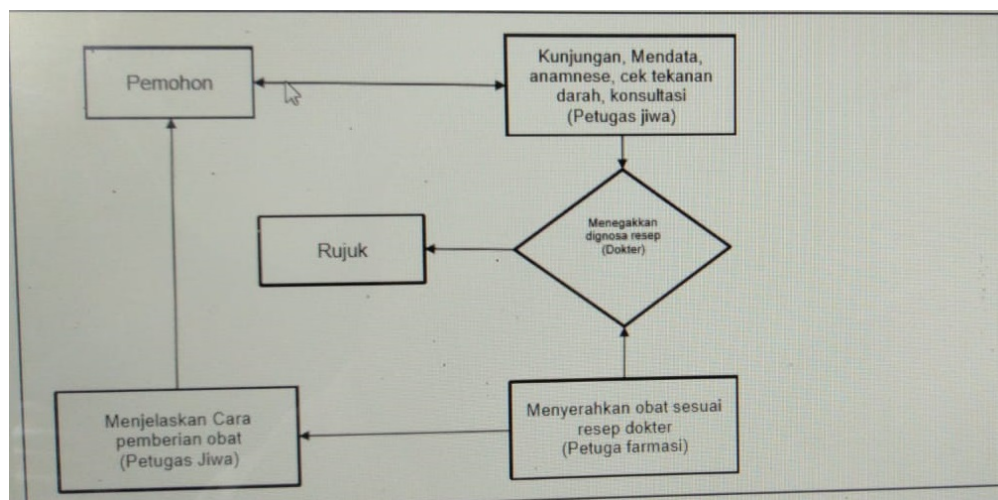 Pemohon
Kunjungan, Mendata,
anamnese, cek tekanan
darah, konsultasi
(Petugas jiwa)
Menegakkan
dignosa resep
(Dokter)
Rujuk
Menyerahkan obat sesuai
resep dokter
(Petuga farmasi)
Menjelaskan Cara
pemberian obat
(Petugas Jiwa)